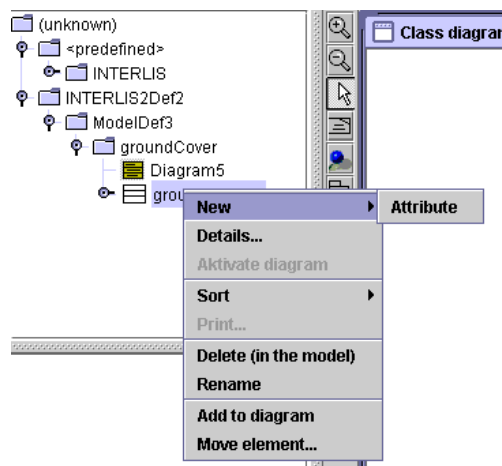 (unknown)
<predefined>
INTERLIS
INTERLIS2Def2
ModelDef3
groundCover
Diagram5
Class diagram
New
Attribute
Details...
Aktivate diagram
Sort
Print...
Delete (in the model)
Rename
Add to diagram
Move element...